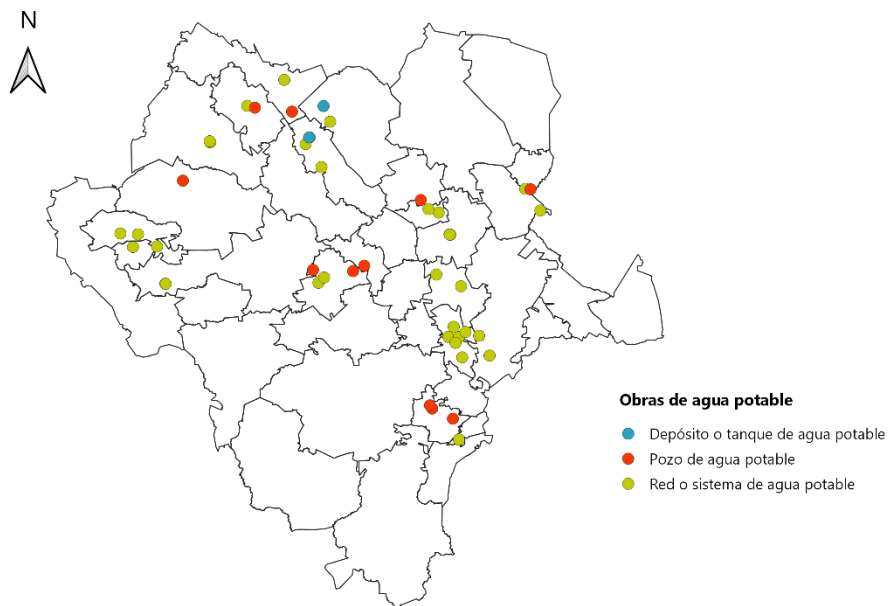 N
Obras de agua potable
Depósito o tanque de agua potable
Pozo de agua potable
Red o sistema de agua potable